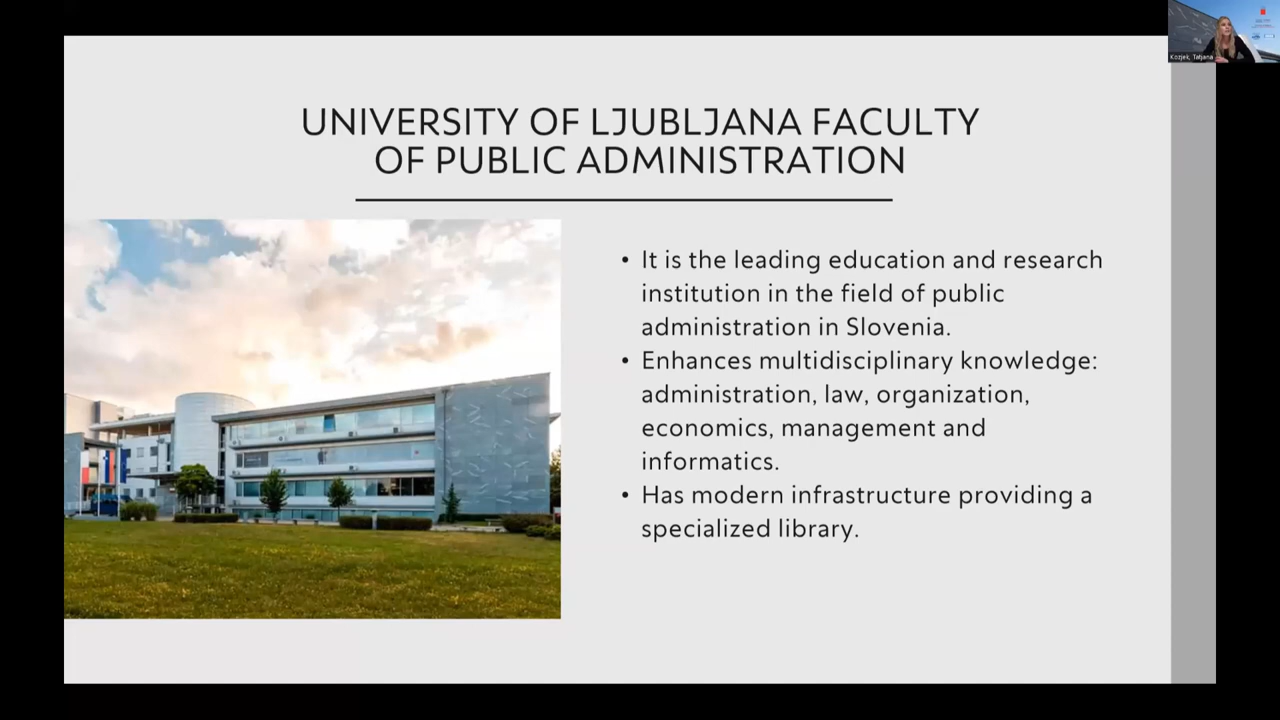 Kozjek, Tatjana
UNIVERSITY OF LJUBLJANA FACULTY
OF PUBLIC ADMINISTRATION
• It is the leading education and research
institution in the field of public
administration in Slovenia.
• Enhances multidisciplinary knowledge:
administration, law, organization,
economics, management and
informatics.
• Has modern infrastructure providing a
specialized library.